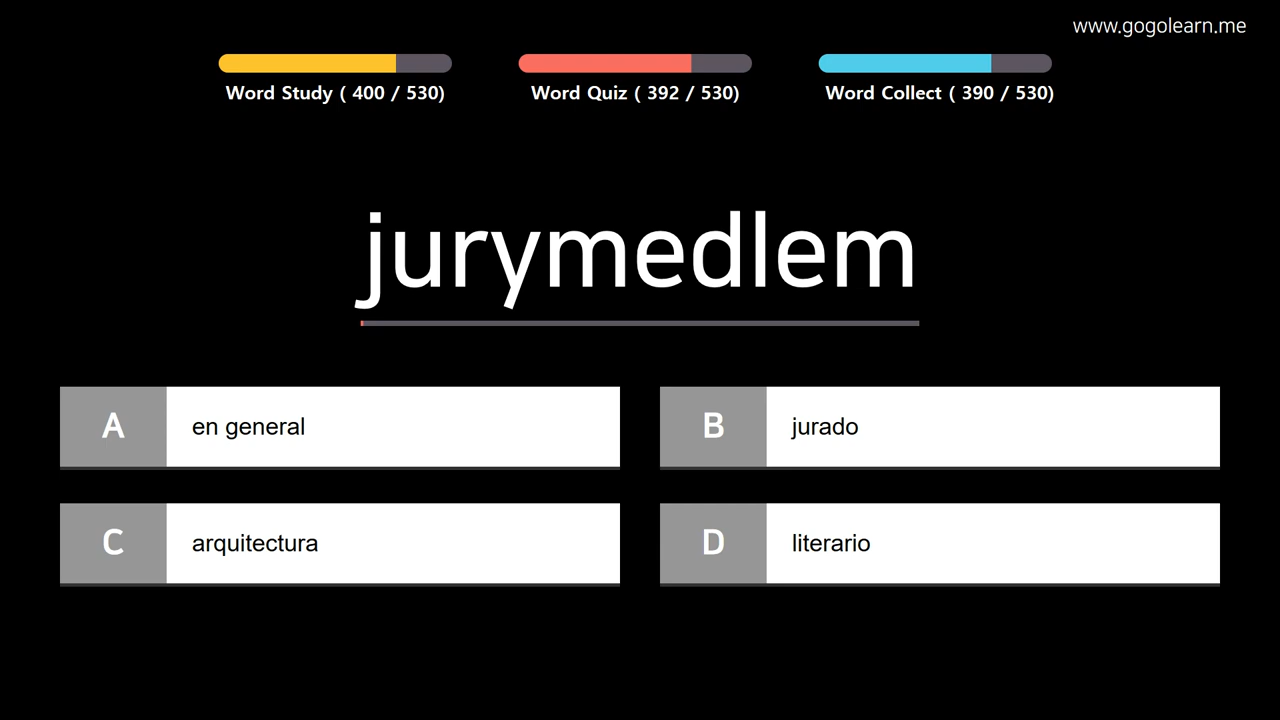 www.gogolearn.me
Word Study ( 400 / 530)
Word Quiz ( 392 / 530)
Word Collect ( 390 / 530)
jurymedlem
A
en general
B
jurado
C
arquitectura
D
literario